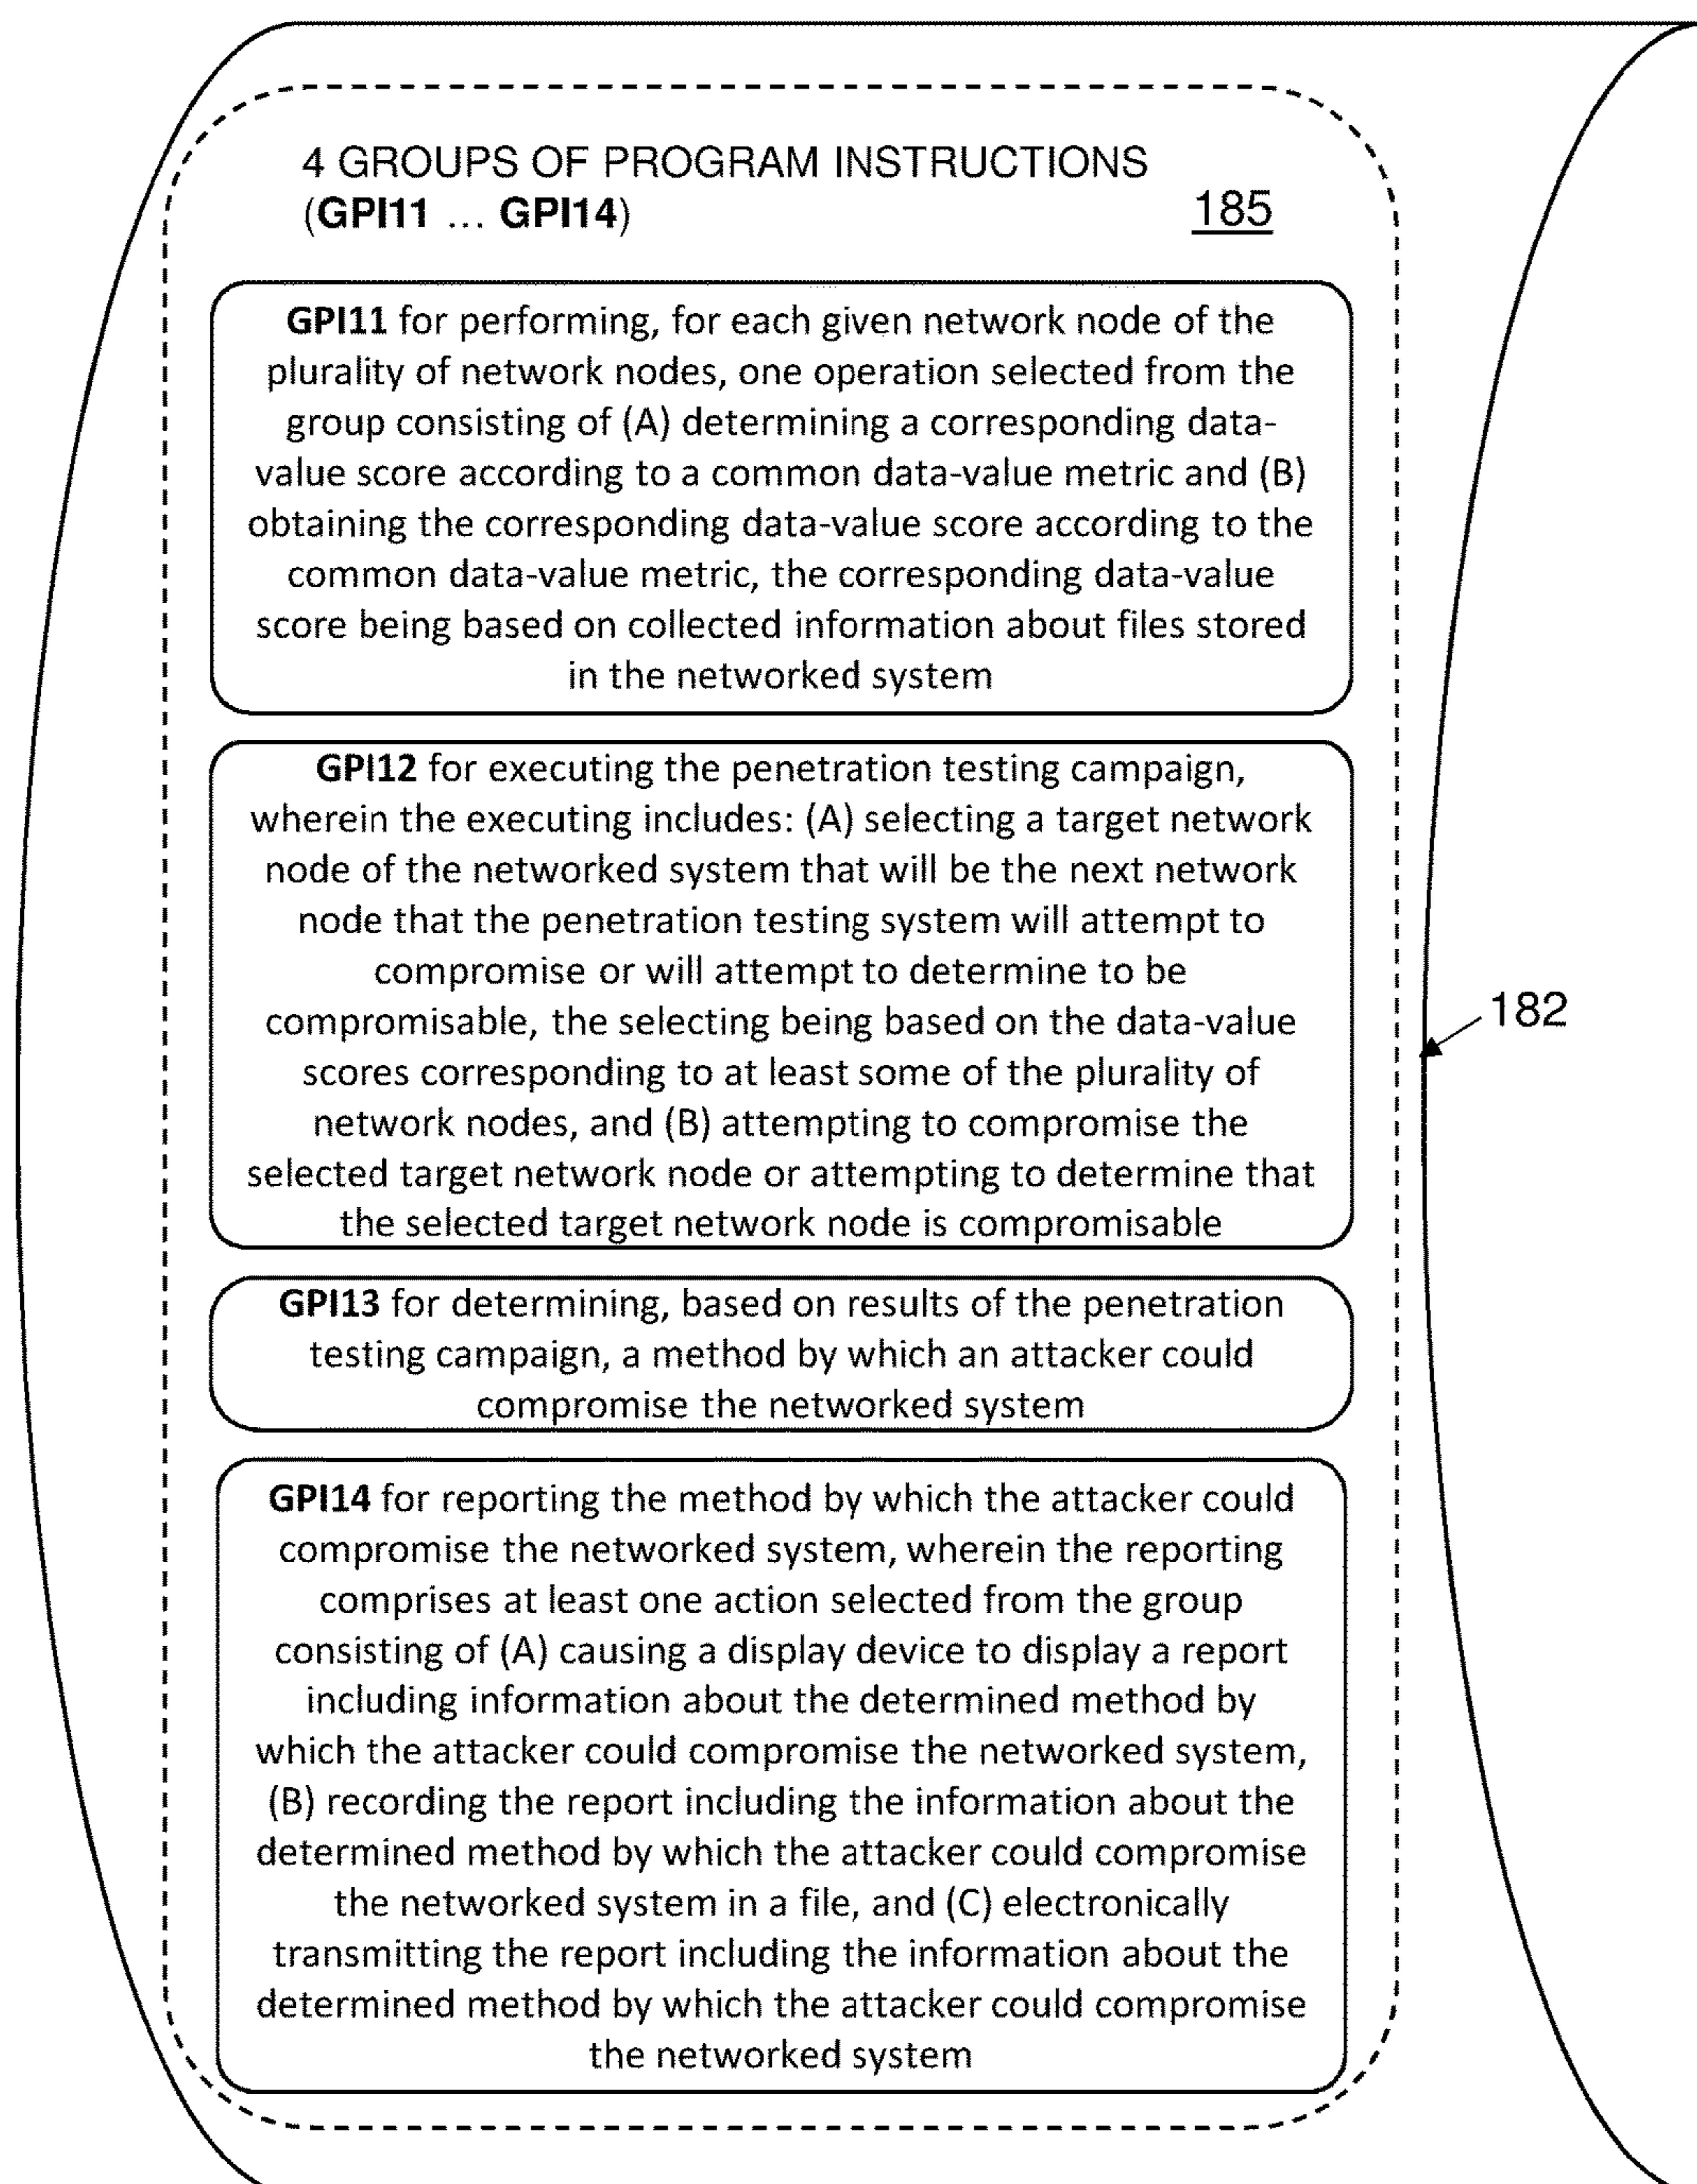 4 GROUPS OF PROGRAM INSTRUCTIONS
(GPI11 ... GPI14)
185
GPI11 for performing, for each given network node of the
plurality of network nodes, one operation selected from the
group consisting of (A) determining a corresponding data-
value score according to a common data-value metric and (B)
obtaining the corresponding data-value score according to the
common data-value metric, the corresponding data-value
score being based on collected information about files stored
in the networked system
GPI12 for executing the penetration testing campaign,
wherein the executing includes: (A) selecting a target network
node of the networked system that will be the next network
node that the penetration testing system will attempt to
compromise or will attempt to determine to be
compromisable, the selecting being based on the data-value
scores corresponding to at least some of the plurality of
network nodes, and (B) attempting to compromise the
selected target network node or attempting to determine that
the selected target network node is compromisable
182
GPI13 for determining, based on results of the penetration
testing campaign, a method by which an attacker could
compromise the networked system
GPI14 for reporting the method by which the attacker could
compromise the networked system, wherein the reporting
comprises at least one action selected from the group
consisting of (A) causing a display device to display a report
including information about the determined method by
which the attacker could compromise the networked system,
(B) recording the report including the information about the
determined method by which the attacker could compromise
the networked system in a file, and (C) electronically
transmitting the report including the information about the
determined method by which the attacker could compromise
the networked system